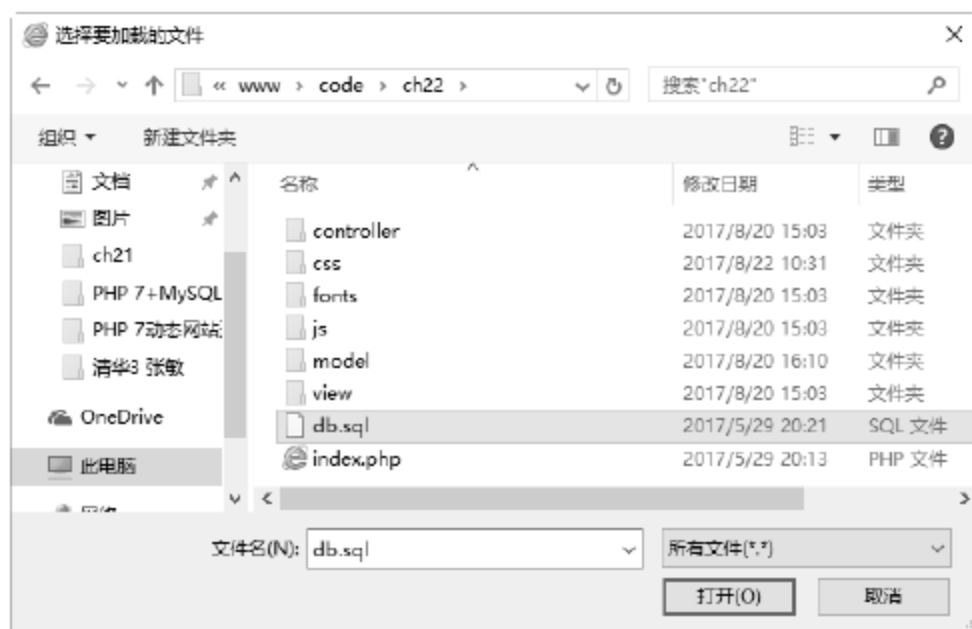 选择要加载的文件
« www › code › ch22 ›
搜索"ch22"
组织
新建文件夹
文档
图片
ch21
PHP 7+MySQL
PHP 7动态网站
清华3 张敏
OneDrive
此电脑
网络
名称 修改日期 类型
controller 2017/8/20 15:03 文件夹
css 2017/8/22 10:31 文件夹
fonts 2017/8/20 15:03 文件夹
js 2017/8/20 15:03 文件夹
model 2017/8/20 16:10 文件夹
view 2017/8/20 15:03 文件夹
db.sql 2017/5/29 20:21 SQL 文件
index.php 2017/5/29 20:13 PHP 文件
文件名(N): db.sql 所有文件(*.*)
打开(O) 取消